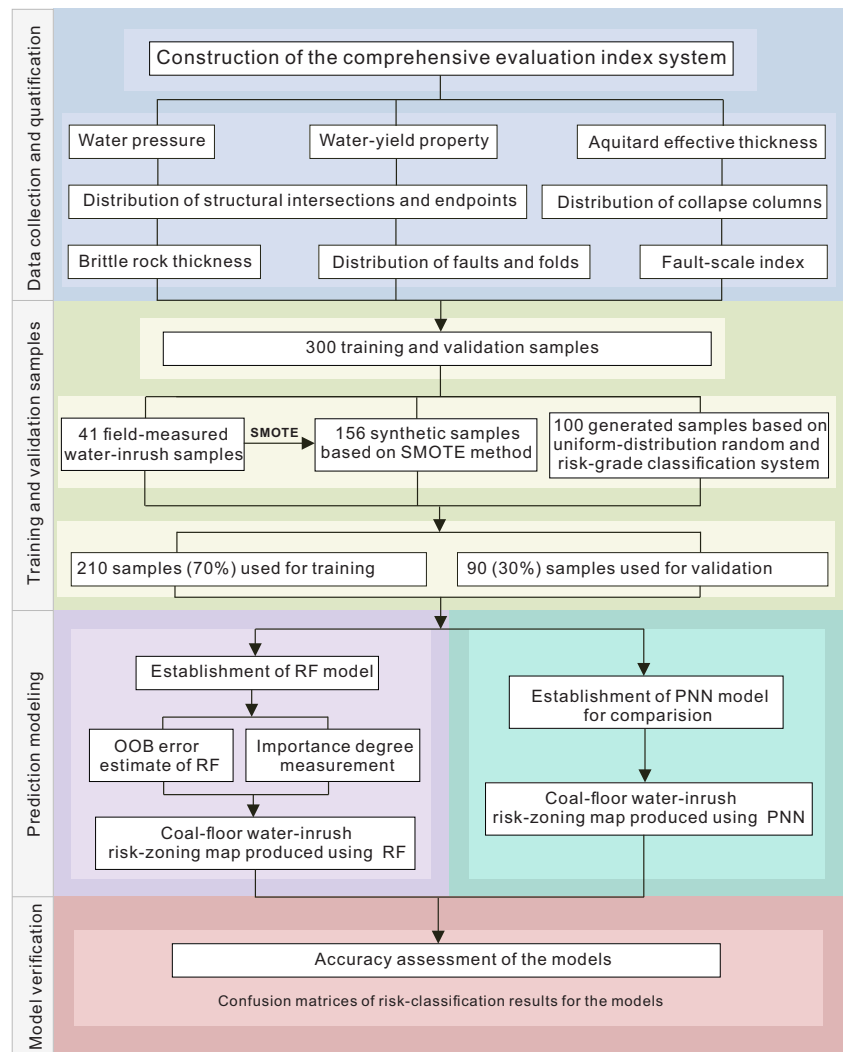 Data collection and quatification
Construction of the comprehensive evaluation index system
Water pressure
Water-yield property
Aquitard effective thickness
Distribution of structural intersections and endpoints
Distribution of collapse columns
Brittle rock thickness
Distribution of faults and folds
Fault-scale index
Training and validation samples
300 training and validation samples
41 field-measured
water-inrush samples
SMOTE
156 synthetic samples
based on SMOTE method
100 generated samples based on
uniform-distribution random and
risk-grade classification system
210 samples (70%) used for training
90 (30%) samples used for validation
Prediction modeling
Establishment of RF model
OOB error
estimate of RF
Importance degree
measurement
Coal-floor water-inrush
risk-zoning map produced using RF
Establishment of PNN model
for comparision
Coal-floor water-inrush
risk-zoning map produced using PNN
Model verification
Accuracy assessment of the models
Confusion matrices of risk-classification results for the models